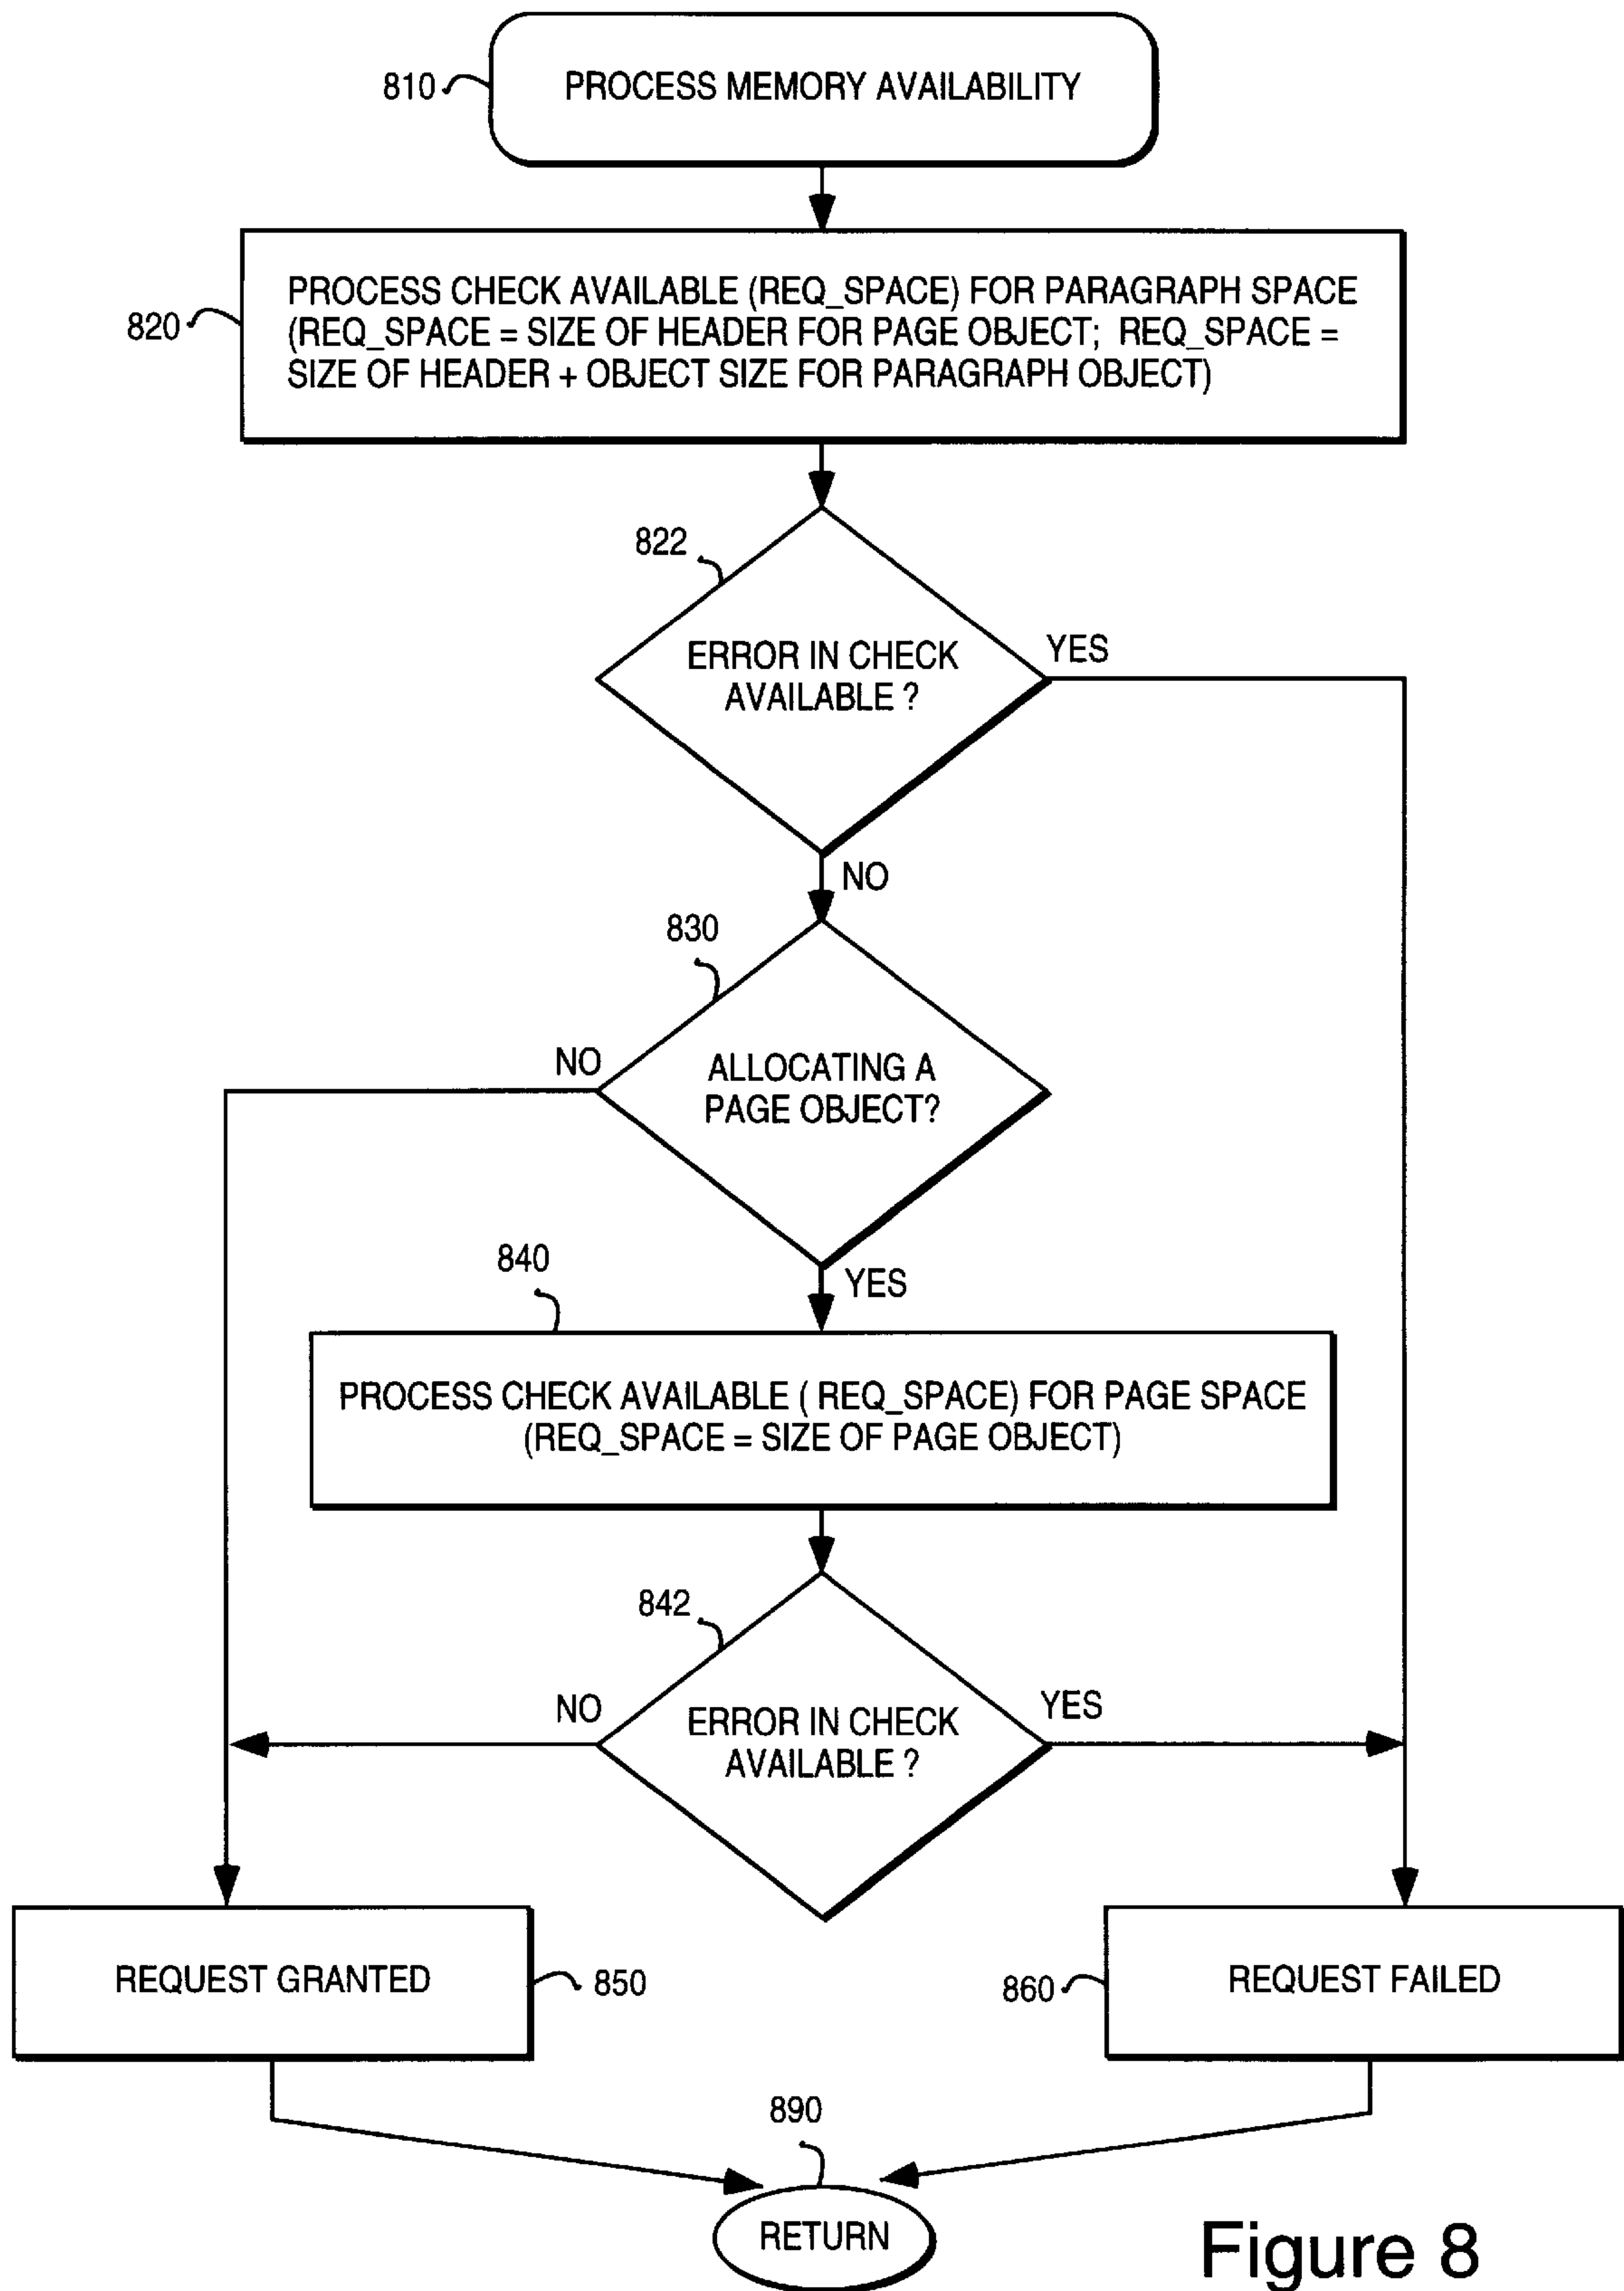 810
PROCESS MEMORY AVAILABILITY
820
PROCESS CHECK AVAILABLE (REQ_SPACE) FOR PARAGRAPH SPACE
(REQ_SPACE = SIZE OF HEADER FOR PAGE OBJECT; REQ_SPACE =
SIZE OF HEADER + OBJECT SIZE FOR PARAGRAPH OBJECT)
822
ERROR IN CHECK
AVAILABLE ?
YES
NO
830
NO
ALLOCATING A
PAGE OBJECT?
840
YES
PROCESS CHECK AVAILABLE ( REQ_SPACE) FOR PAGE SPACE
(REQ_SPACE = SIZE OF PAGE OBJECT)
842
NO
ERROR IN CHECK
AVAILABLE ?
YES
REQUEST GRANTED
850
860
REQUEST FAILED
890
RETURN
Figure 8